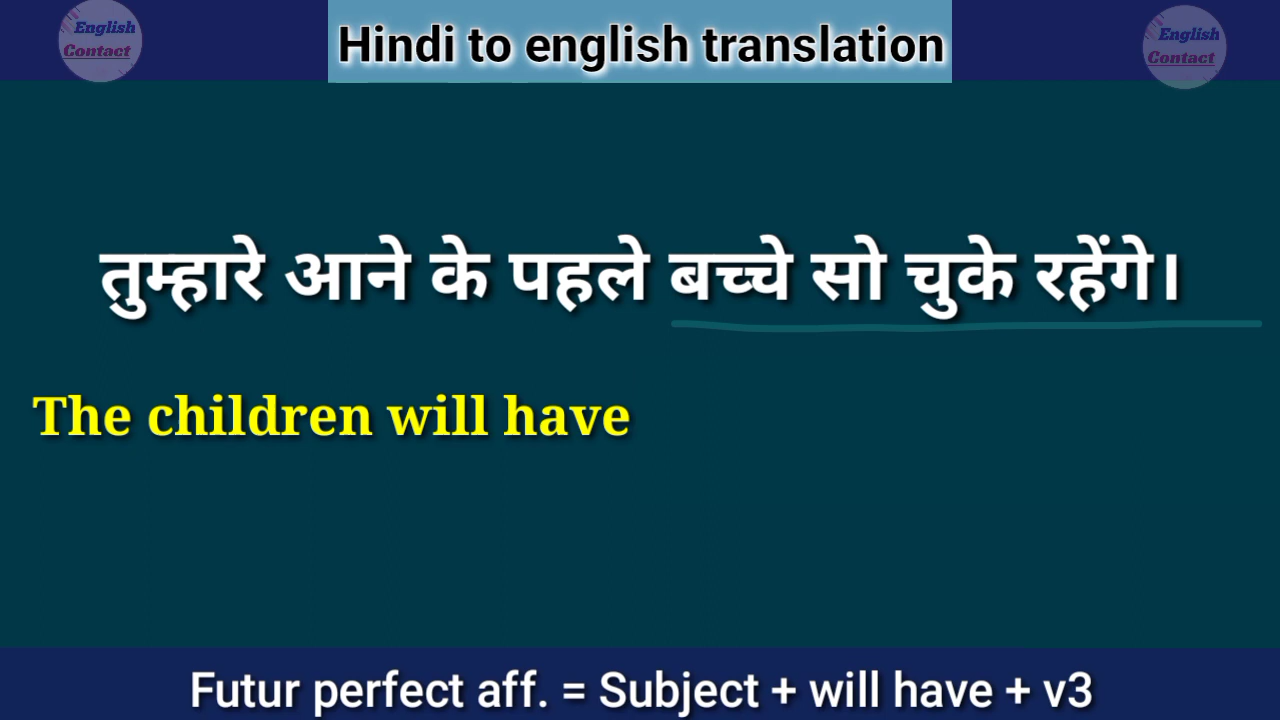 English
Contact
Hindi to english translation
English
Contact
तुम्हारे आने के पहले बच्चे सो चुके रहेंगे।
The children will have
Futur perfect aff. = Subject + will have + v3